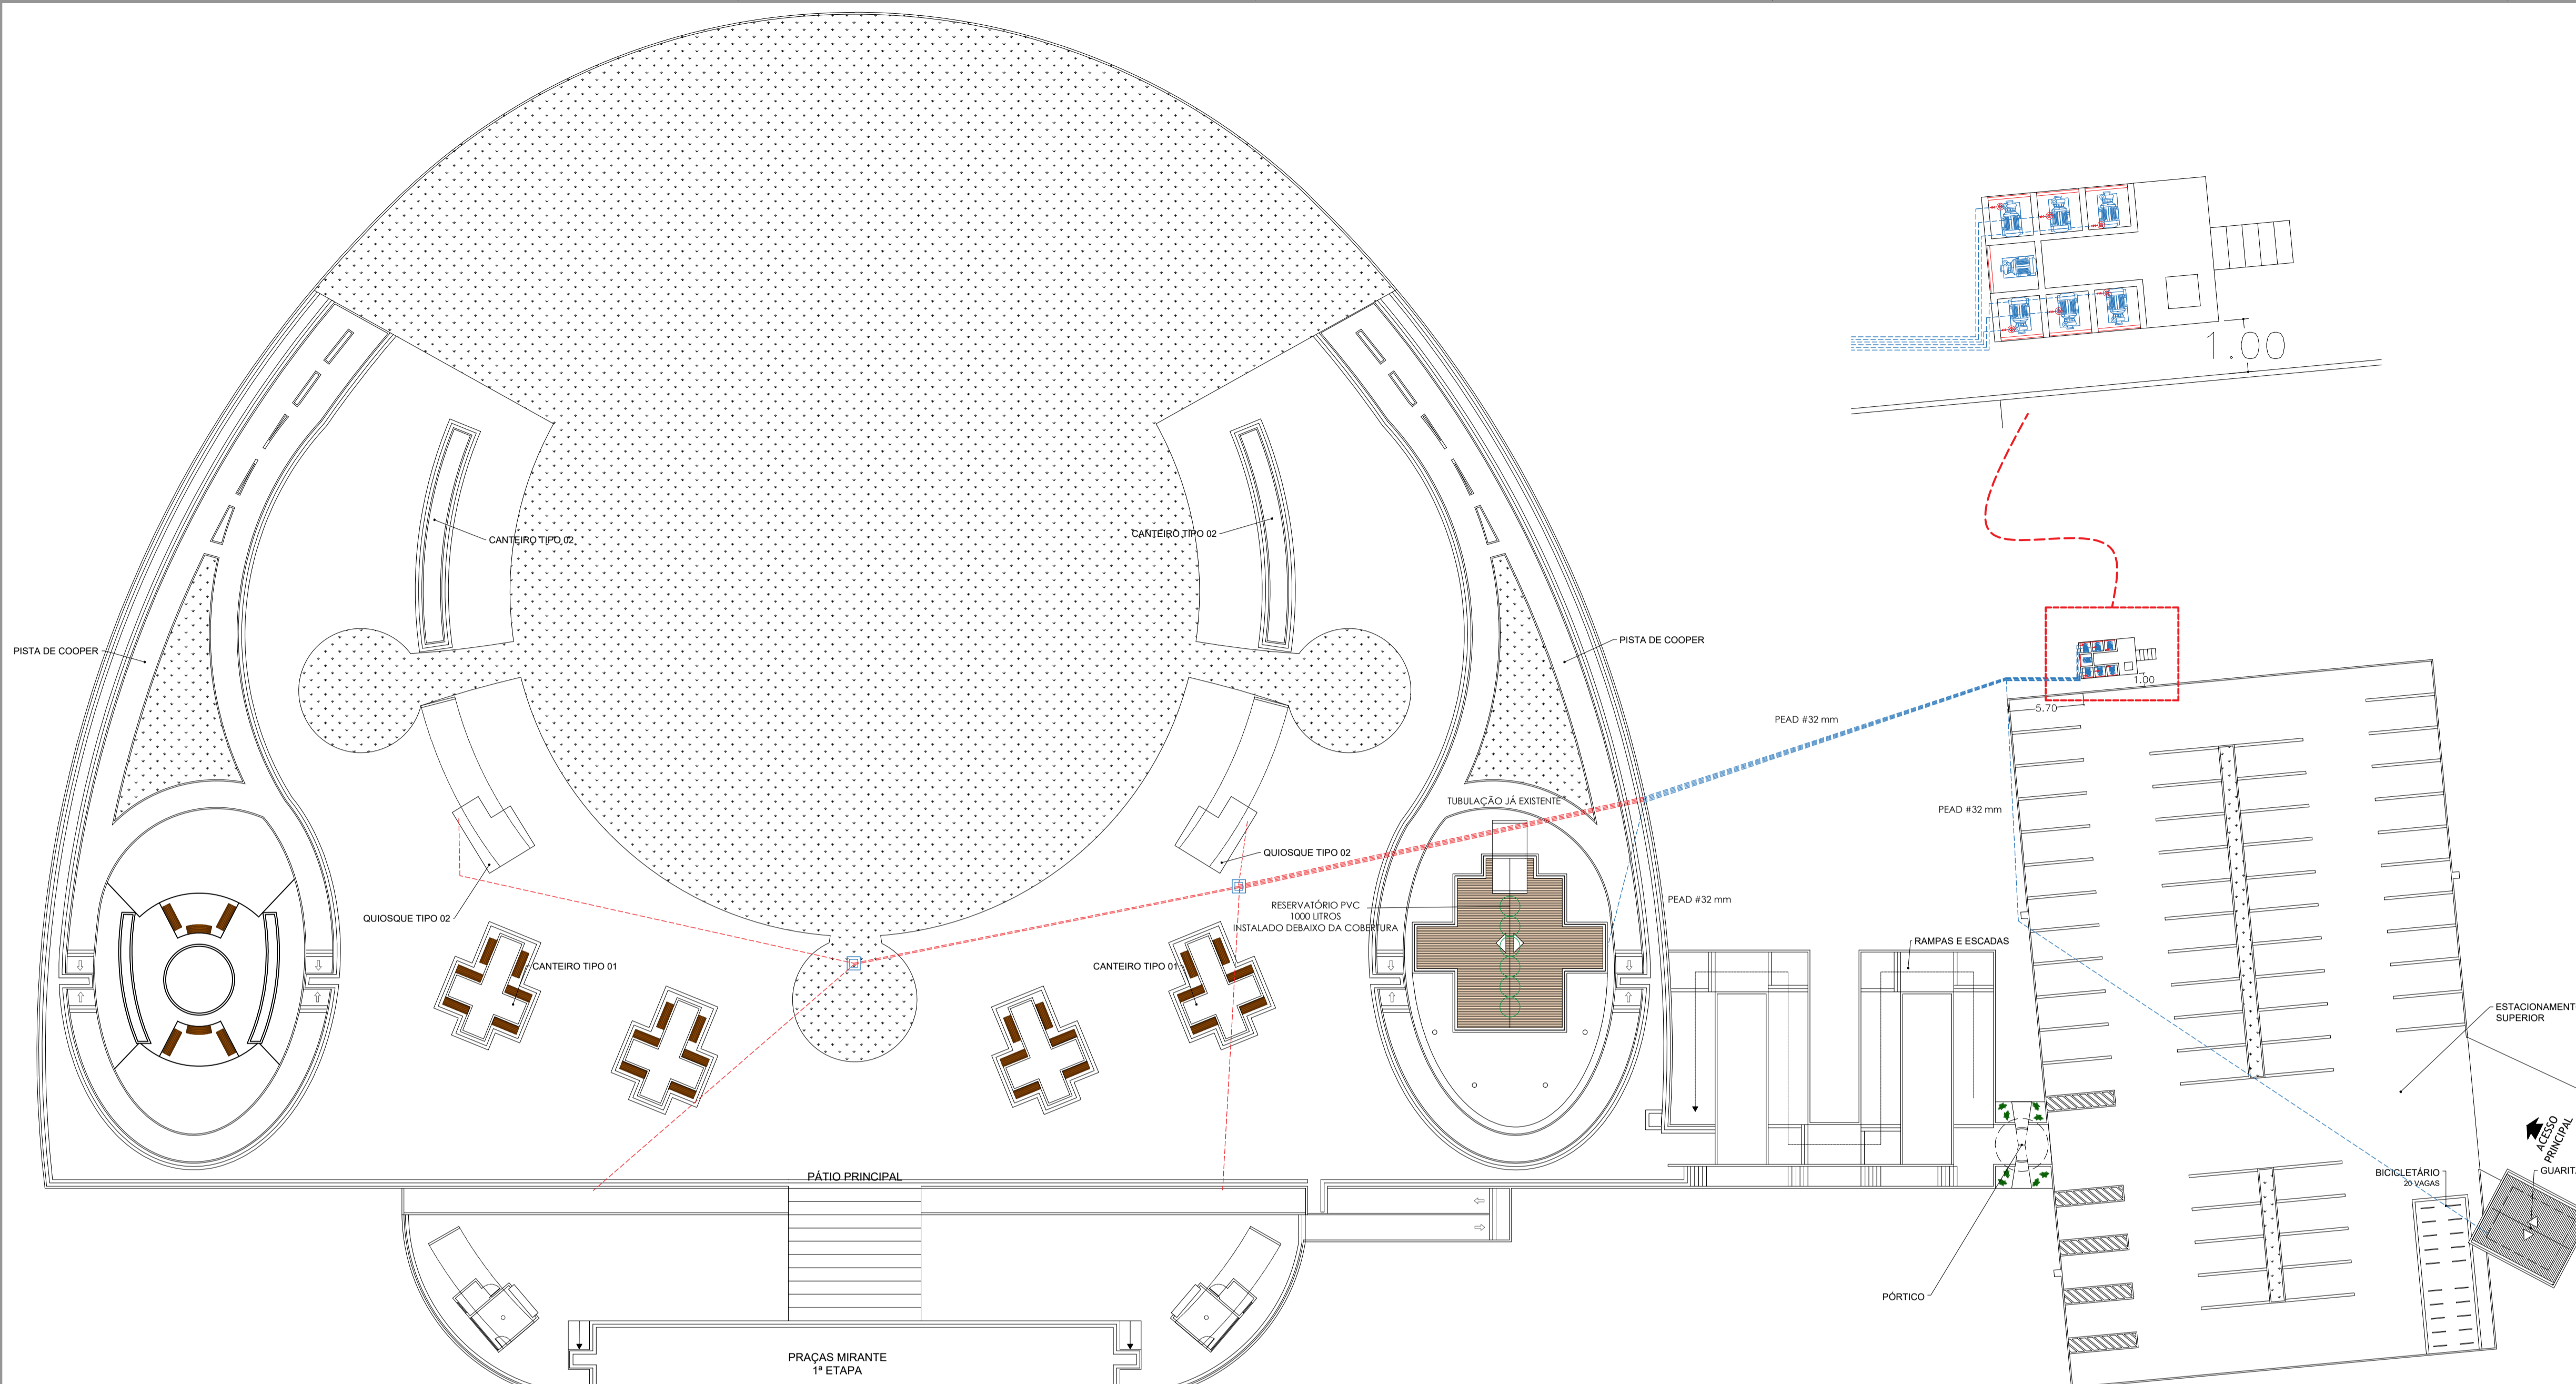 1.00
CANTEIRO TIPO 02
CANTEIRO TIPO 02
PISTA DE COOPER
PISTA DE COOPER
1.00
5.70
PEAD #32 mm
TUBULAÇÃO JÁ EXISTENTE
PEAD #32 mm
QUIOSQUE TIPO 02
PEAD #32 mm
RESERVATÓRIO PVC
1000 LITROS
INSTALADO DEBAIXO DA COBERTURA
QUIOSQUE TIPO 02
RAMPAS E ESCADAS
CANTEIRO TIPO 01
CANTEIRO TIPO 01
ESTACIONAMENT
SUPERIOR
ACESSO
PRINCIPAL
PÁTIO PRINCIPAL
BICICLETÁRIO
20 VAGAS
GUARIT
PÓRTICO
PRAÇAS MIRANTE
1ª ETAPA